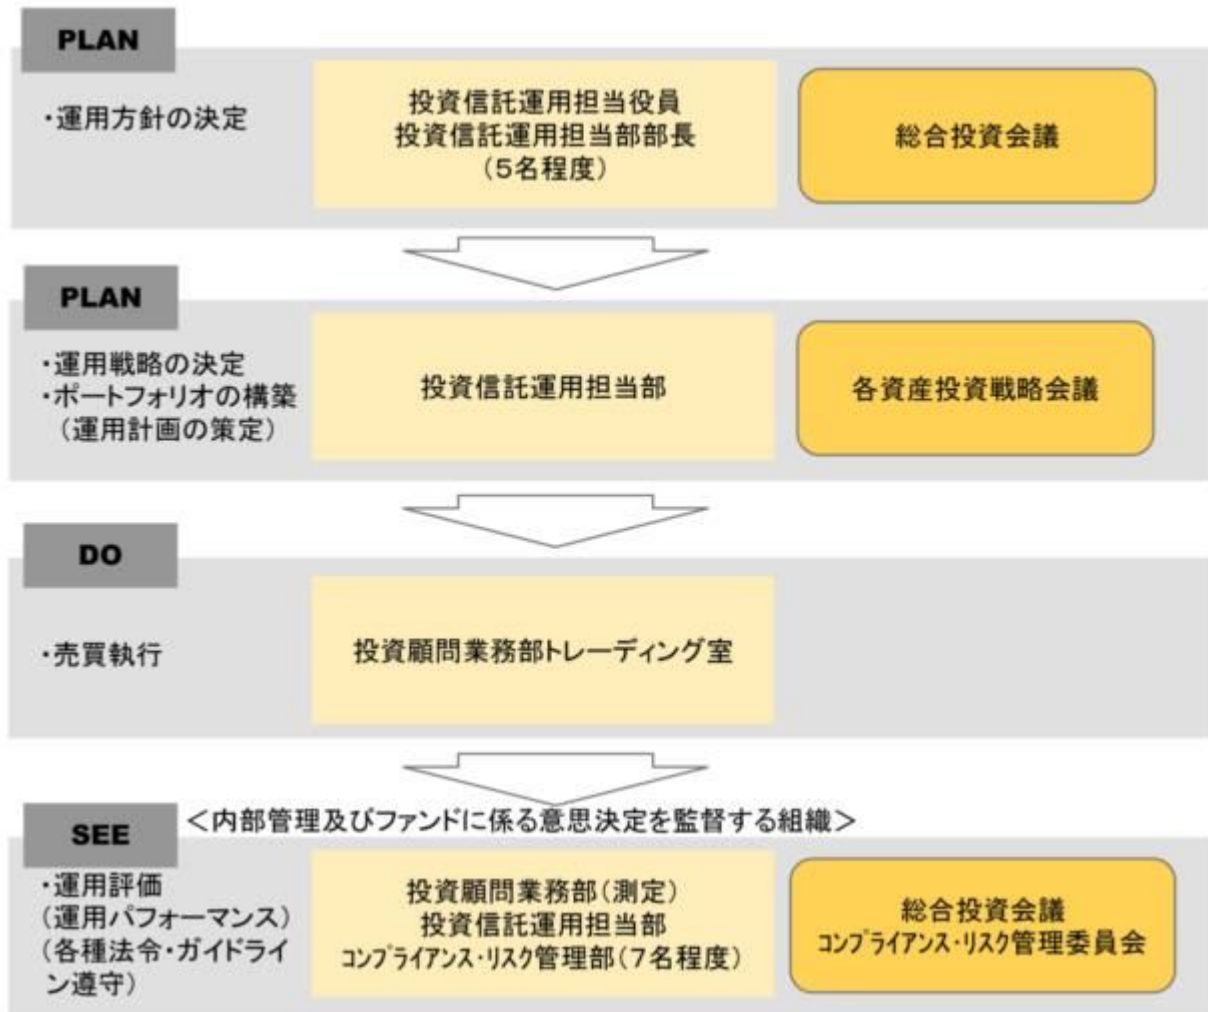 PLAN
・運用方針の決定
投資信託運用担当役員
投資信託運用担当部部長
(5名程度)
総合投資会議
PLAN
・運用戦略の決定
・ポートフォリオの構築
(運用計画の策定)
投資信託運用担当部
各資産投資戦略会議
DO
・売買執行
投資顧問業務部トレーディング室
SEE
＜内部管理及びファンドに係る意思決定を監督する組織＞
・運用評価
(運用パフォーマンス)
(各種法令・ガイドライ
ン遵守)
投資顧問業務部(測定)
投資信託運用担当部
コンプライアンス・リスク管理部(7名程度)
総合投資会議
コンプライアンス・リスク管理委員会